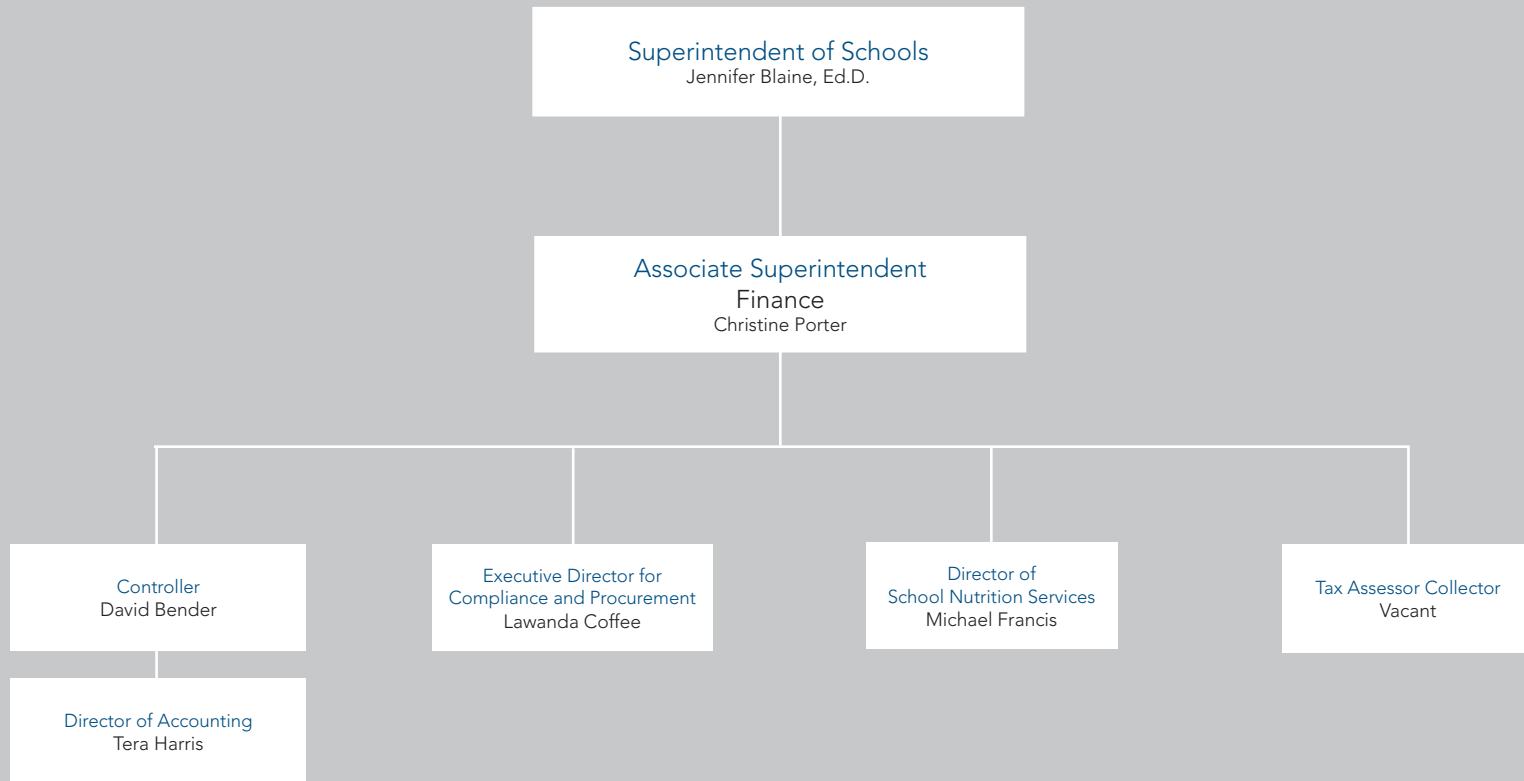 Superintendent of Schools
Jennifer Blaine, Ed.D.
Associate Superintendent
Finance
Christine Porter
Controller
David Bender
Executive Director for
Compliance and Procurement
Lawanda Coffee
Director of
School Nutrition Services
Michael Francis
Tax Assessor Collector
Vacant
Director of Accounting
Tera Harris